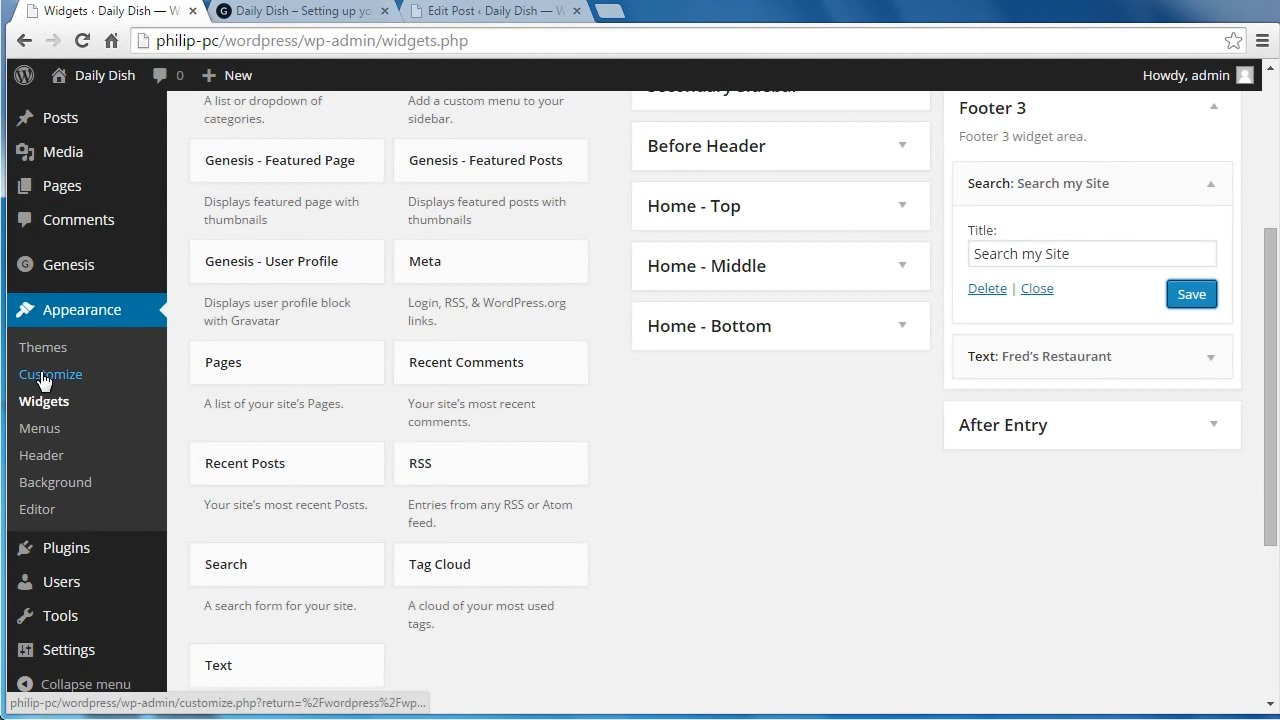 Widgets ‹ Daily Dish — W
Daily Dish – Setting up yo
Edit Post ‹ Daily Dish — W
philip-pc/wordpress/wp-admin/widgets.php
Daily Dish
0
New
Howdy, admin
Posts
Media
Pages
Comments
Genesis
Appearance
Themes
Customize
Widgets
Menus
Header
Background
Editor
Plugins
Users
Tools
Settings
Collapse menu
A list or dropdown of
categories.
Add a custom menu to your
sidebar.
Genesis - Featured Page
Genesis - Featured Posts
Displays featured page with
thumbnails
Displays featured posts with
thumbnails
Genesis - User Profile
Meta
Displays user profile block
with Gravatar
Login, RSS, & WordPress.org
links.
Pages
Recent Comments
A list of your site's Pages.
Your site's most recent
comments.
Recent Posts
RSS
Your site's most recent Posts.
Entries from any RSS or Atom
feed.
Search
Tag Cloud
A search form for your site.
A cloud of your most used
tags.
Text
Secondary Sidebar
Before Header
Home - Top
Home - Middle
Home - Bottom
Footer 3
Footer 3 widget area.
Search: Search my Site
Title:
Search my Site
Delete | Close
Save
Text: Fred's Restaurant
After Entry
philip-pc/wordpress/wp-admin/customize.php?return=%2Fwordpress%2Fwp...